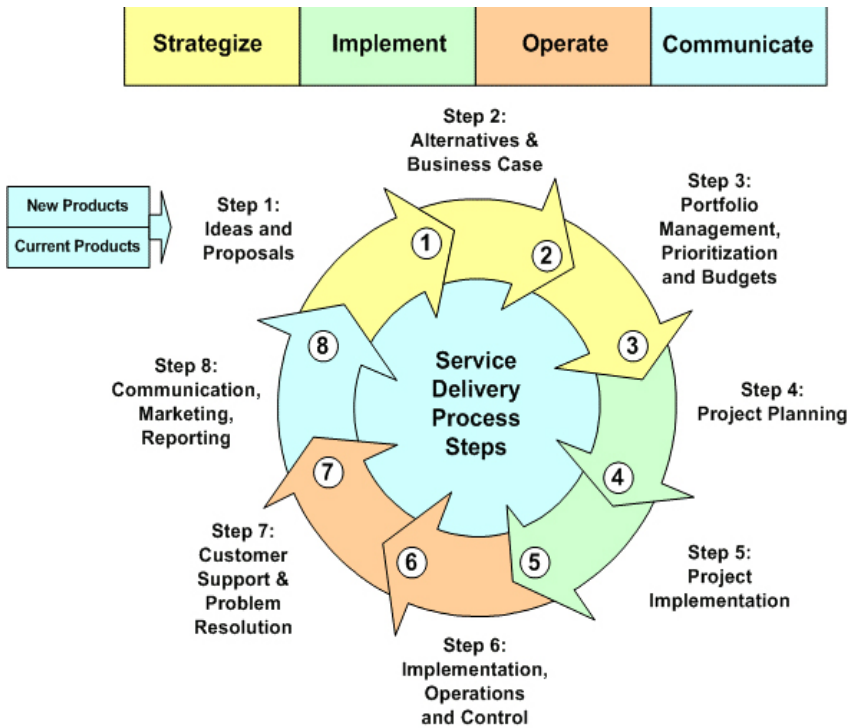 Strategize
Implement
Operate
Communicate
Step 2:
Alternatives &
Business Case
New Products
Current Products
Step 1:
Ideas and
Proposals
Step 3:
Portfolio
Management,
Prioritization
and Budgets
1
2
3
4
5
6
7
8
Service
Delivery
Process
Steps
Step 8:
Communication,
Marketing,
Reporting
Step 4:
Project Planning
Step 7:
Customer
Support &
Problem
Resolution
Step 5:
Project
Implementation
Step 6:
Implementation,
Operations
and Control